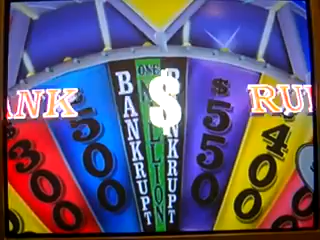 ANK $ RU
$300
500
BANKRUPT
ONE MILLION
BANKRUPT
$550
400